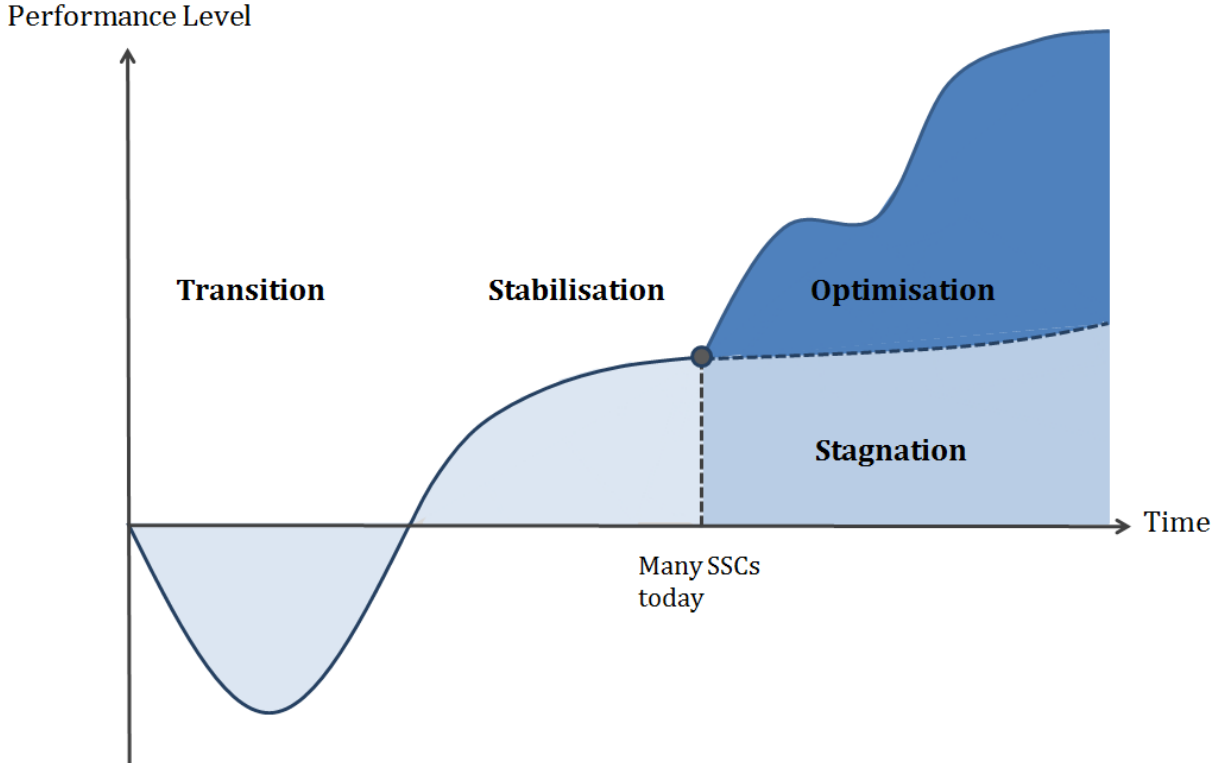 Performance Level
Transition
Stabilisation
Optimisation
Stagnation
Time
Many SSCs
today